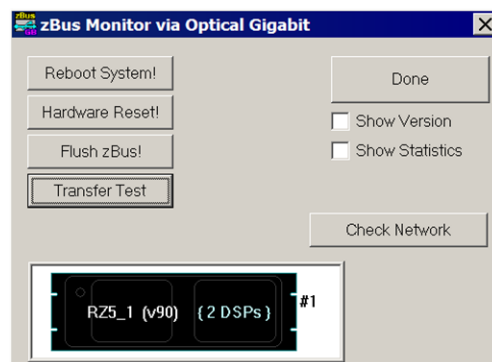 zBus Monitor via Optical Gigabit
Reboot System!
Done
Hardware Reset!
Show Version
Flush zBus!
Show Statistics
Transfer Test
Check Network
RZ5_1 (v90) {2 DSPs} #1